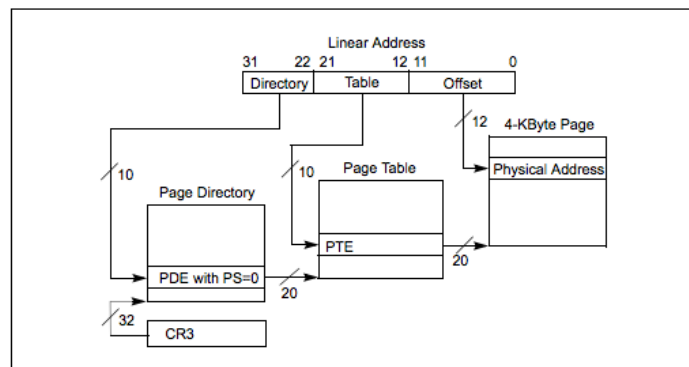 Linear Address
31 22 21 12 11 0
Directory Table Offset
12 4-KByte Page
10 10 Page Table Physical Address
Page Directory
PTE
20
PDE with PS=0
20
32
CR3